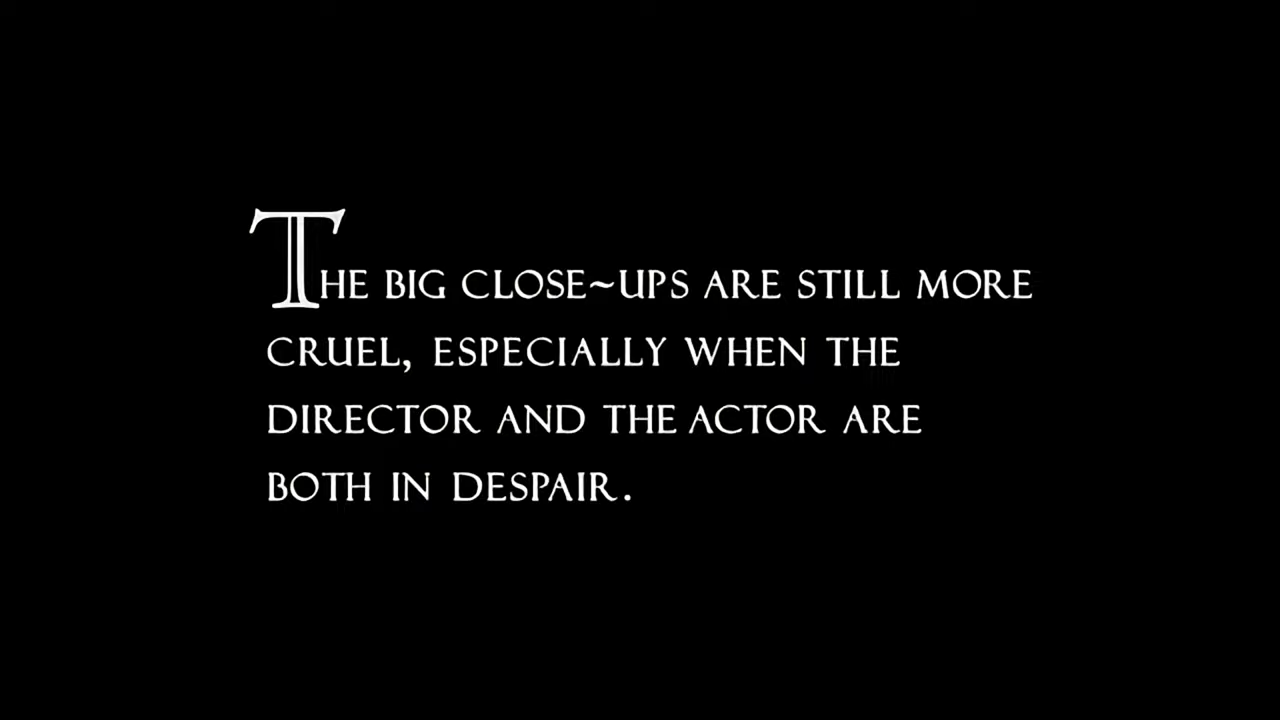 THE BIG CLOSE~UPS ARE STILL MORE
CRUEL, ESPECIALLY WHEN THE
DIRECTOR AND THE ACTOR ARE
BOTH IN DESPAIR.